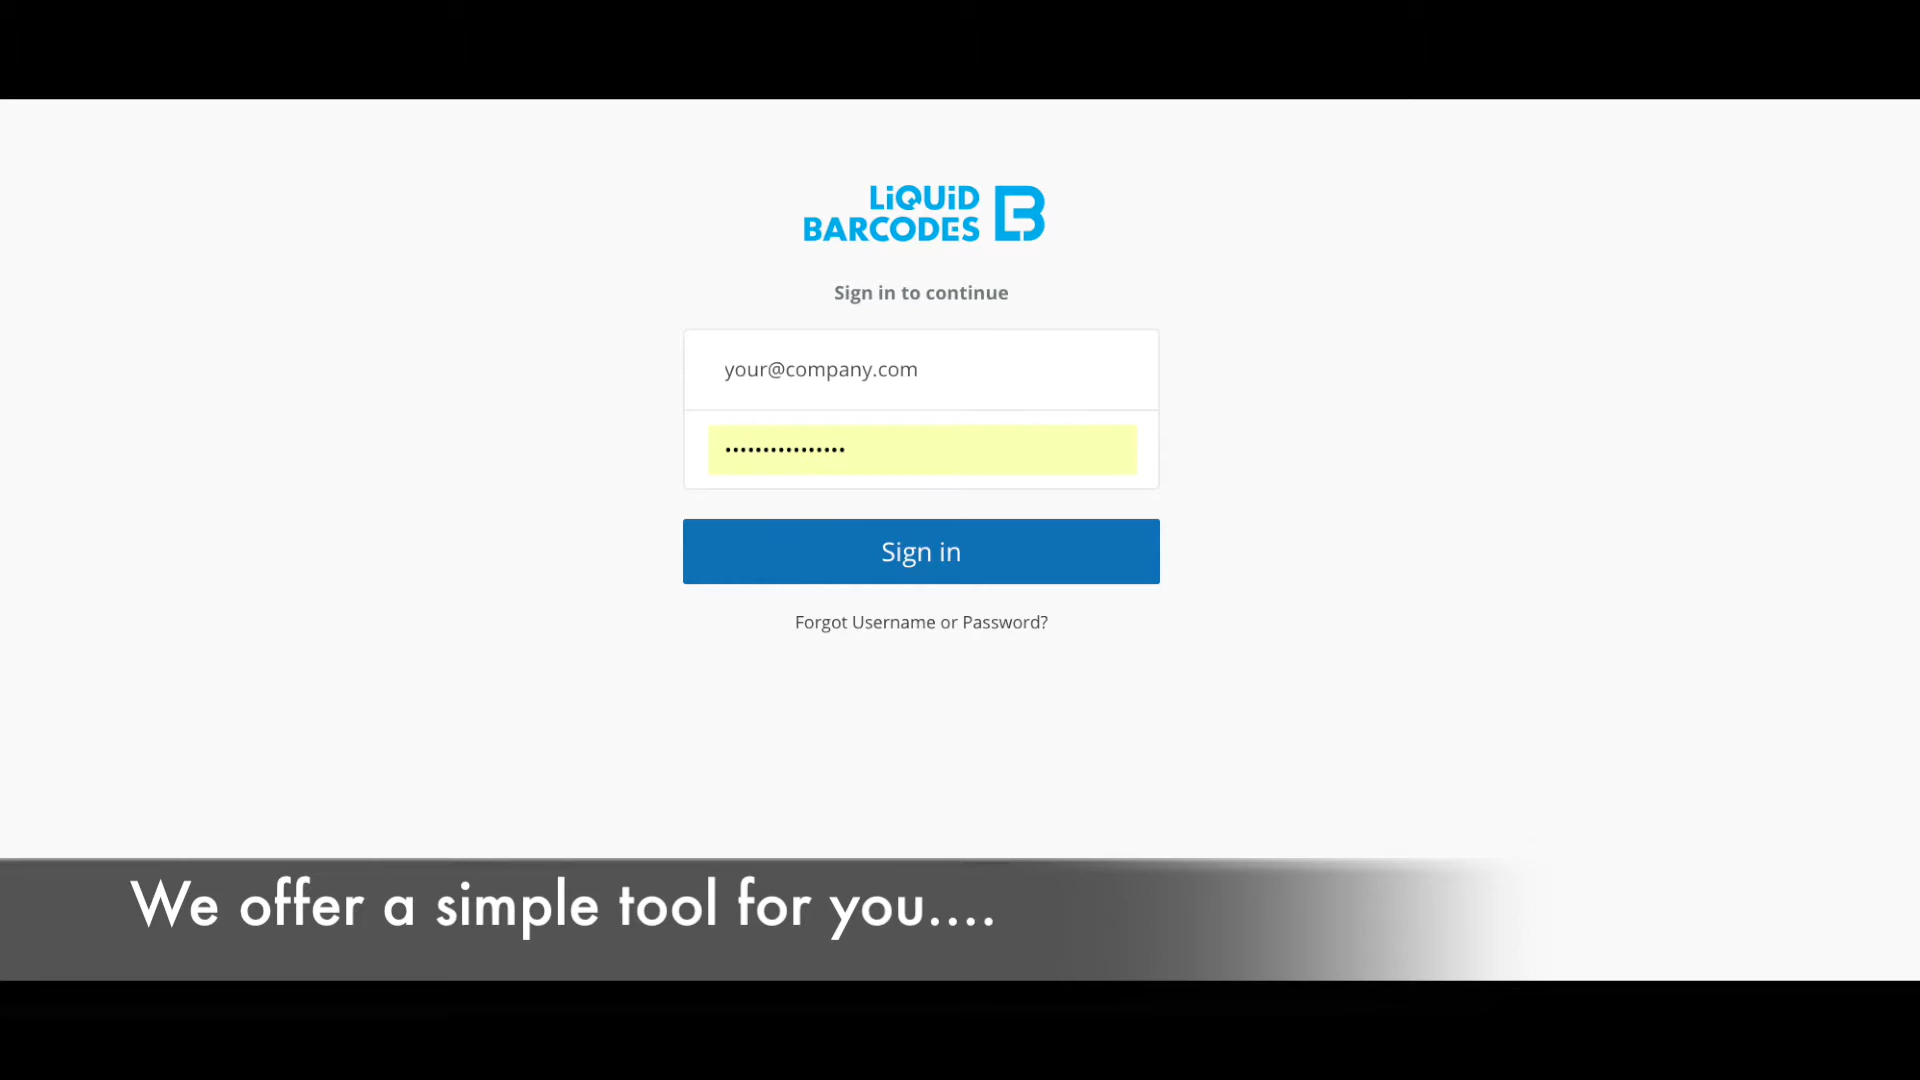 LiQUiD
BARCODES
Sign in to continue
your@company.com
••••••••••••••••
Sign in
Forgot Username or Password?
We offer a simple tool for you....